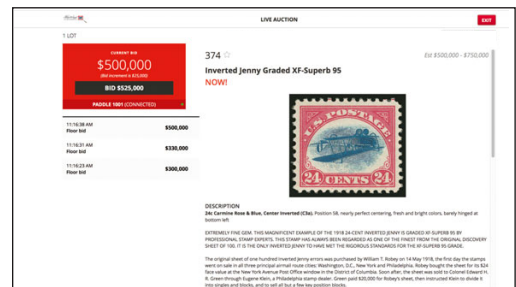 LIVE AUCTION
EXIT
1 LOT
CURRENT BID
$500,000
(Bid increment is $25,000)
BID $525,000
PADDLE 1001 (CONNECTED)
11:16:38 AM
Floor bid
$500,000
11:16:31 AM
Floor bid
$330,000
11:16:23 AM
Floor bid
$300,000
374
Est $500,000 - $750,000
Inverted Jenny Graded XF-Superb 95
NOW!
U.S. POSTAGE
24 CENTS 24
DESCRIPTION
24c Carmine Rose & Blue, Center Inverted (C3a). Position 58, nearly perfect centering, fresh and bright colors, barely hinged at
bottom left
EXTREMELY FINE GEM. THIS MAGNIFICENT EXAMPLE OF THE 1918 24-CENT INVERTED JENNY IS GRADED XF-SUPERB 95 BY
PROFESSIONAL STAMP EXPERTS. THIS STAMP HAS ALWAYS BEEN REGARDED AS ONE OF THE FINEST FROM THE ORIGINAL DISCOVERY
SHEET OF 100. IT IS THE ONLY INVERTED JENNY TO HAVE MET THE RIGOROUS STANDARDS FOR THE XF-SUPERB 95 GRADE.
The original sheet of one hundred Inverted Jenny errors was purchased by William T. Robey on 14 May 1918, the first day the stamps
went on sale in all three principal airmail route cities: Washington, D.C., New York and Philadelphia. Robey bought the sheet for its $24
face value at the New York Avenue Post Office window in the District of Columbia. Soon after, the sheet was sold to Colonel Edward H.
R. Green through Eugene Klein, a Philadelphia stamp dealer. Green paid $20,000 for Robey's sheet, then instructed Klein to divide it
into singles and blocks, and to sell all but a few key position blocks.